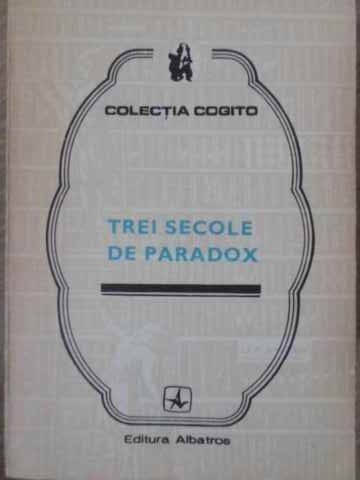 COLECȚIA COGITO
TREI SECOLE
DE PARADOX
Editura Albatros